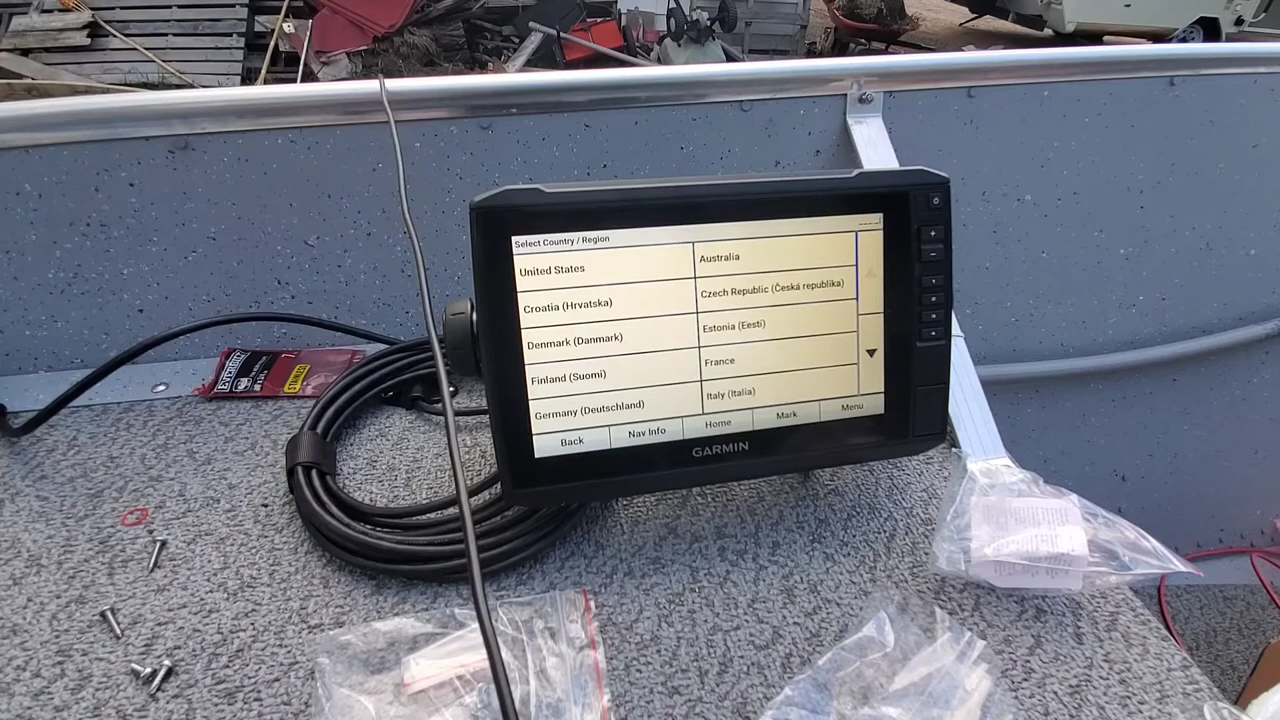 Select Country / Region
United States
Australia
Croatia (Hrvatska)
Czech Republic (Česká republika)
Denmark (Danmark)
Estonia (Eesti)
Finland (Suomi)
France
Germany (Deutschland)
Italy (Italia)
Back
Nav Info
Home
Mark
Menu
GARMIN
STAINLESS